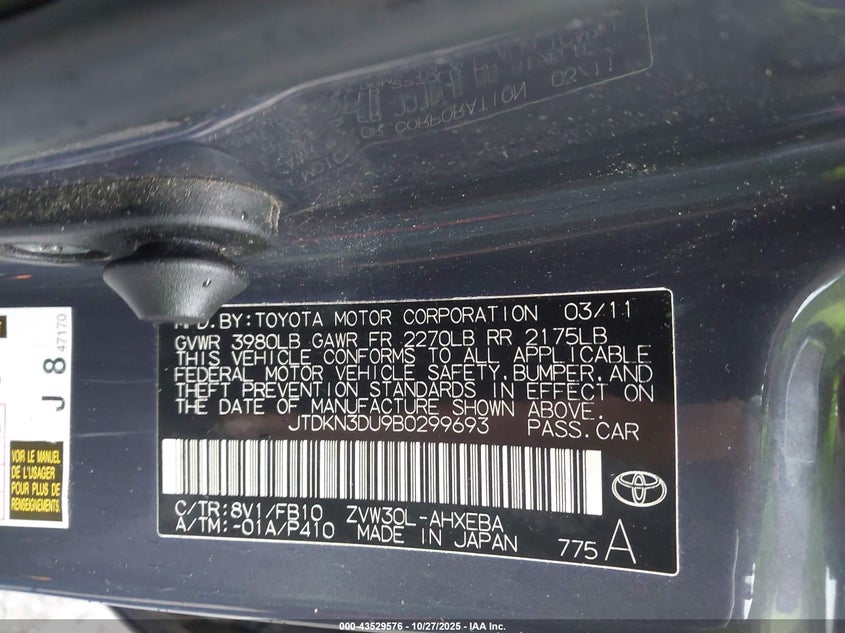 MFD. BY: TOYOTA MOTOR CORPORATION 03/11
GVWR 3980LB GAWR FR 2270LB RR 2175LB
THIS VEHICLE CONFORMS TO ALL APPLICABLE
FEDERAL MOTOR VEHICLE SAFETY, BUMPER, AND
THEFT PREVENTION STANDARDS IN EFFECT ON
THE DATE OF MANUFACTURE SHOWN ABOVE.
JTDKN3DU9B0299693 PASS. CAR
C/TR: 8V1/FB10 ZVW30L-AHXEBA
A/TM: -01A/P410 MADE IN JAPAN 775 A
TOYOTA
J 8 47170
VOIR LE MANUEL
DE L'USAGER
POUR PLUS DE
RENSEIGNEMENTS
000-43529576 - 10/27/2025 - IAA Inc.